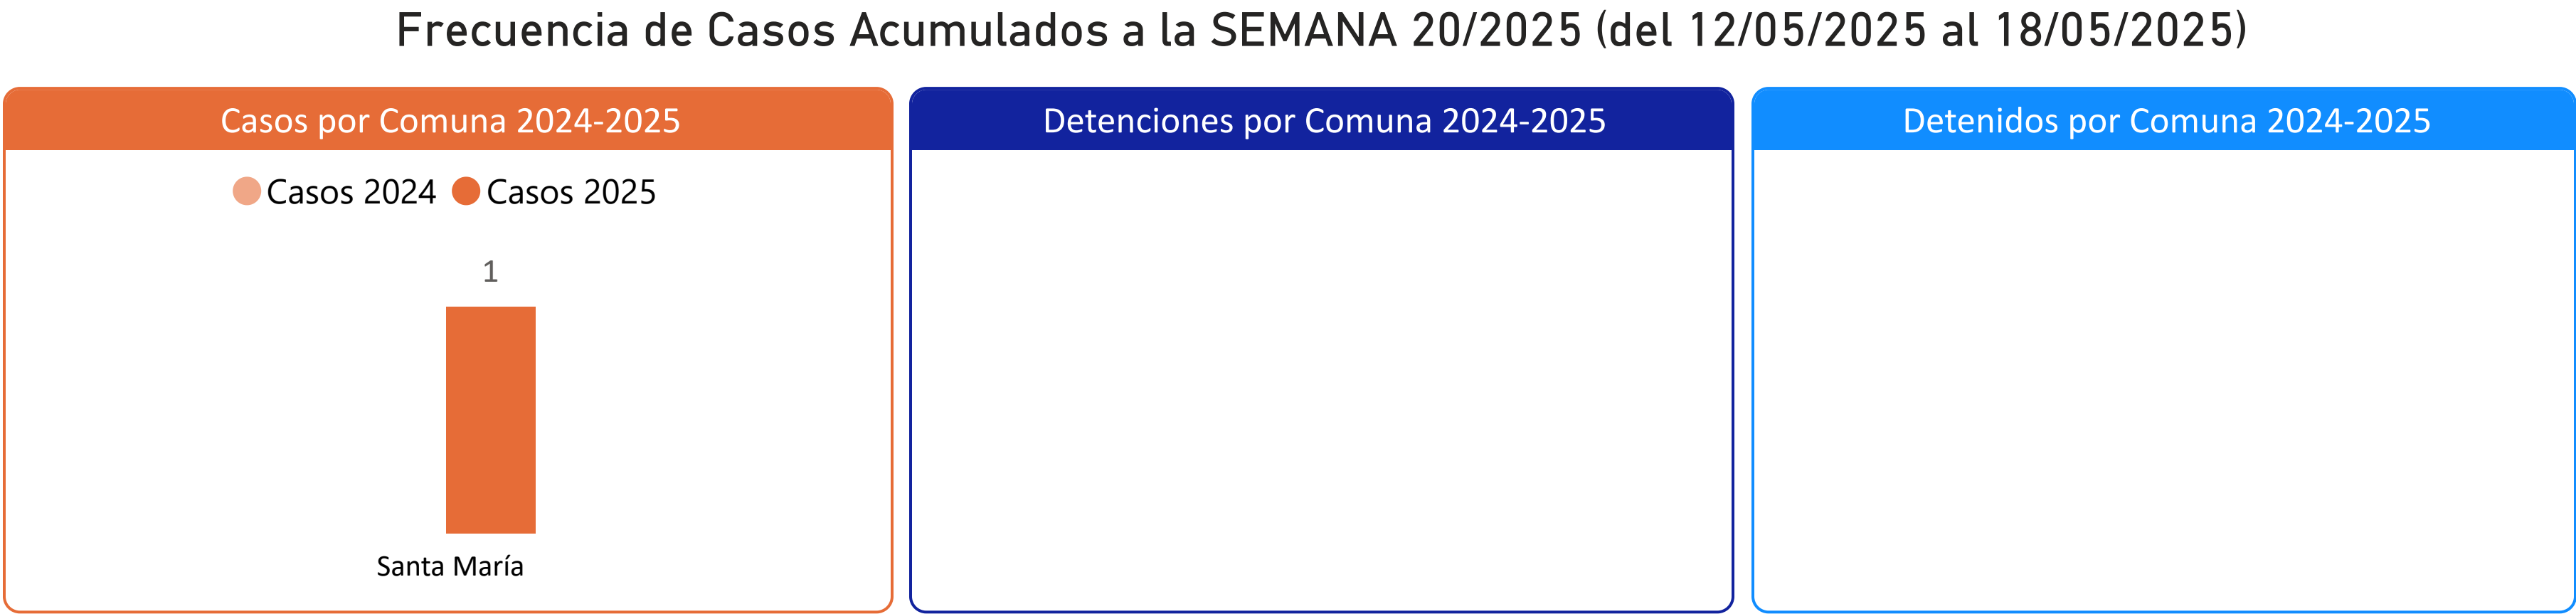 Frecuencia de Casos Acumulados a la SEMANA 20/2025 (del 12/05/2025 al 18/05/2025)
Casos por Comuna 2024-2025
Casos 2024 Casos 2025
1
Santa María
Detenciones por Comuna 2024-2025
Detenidos por Comuna 2024-2025